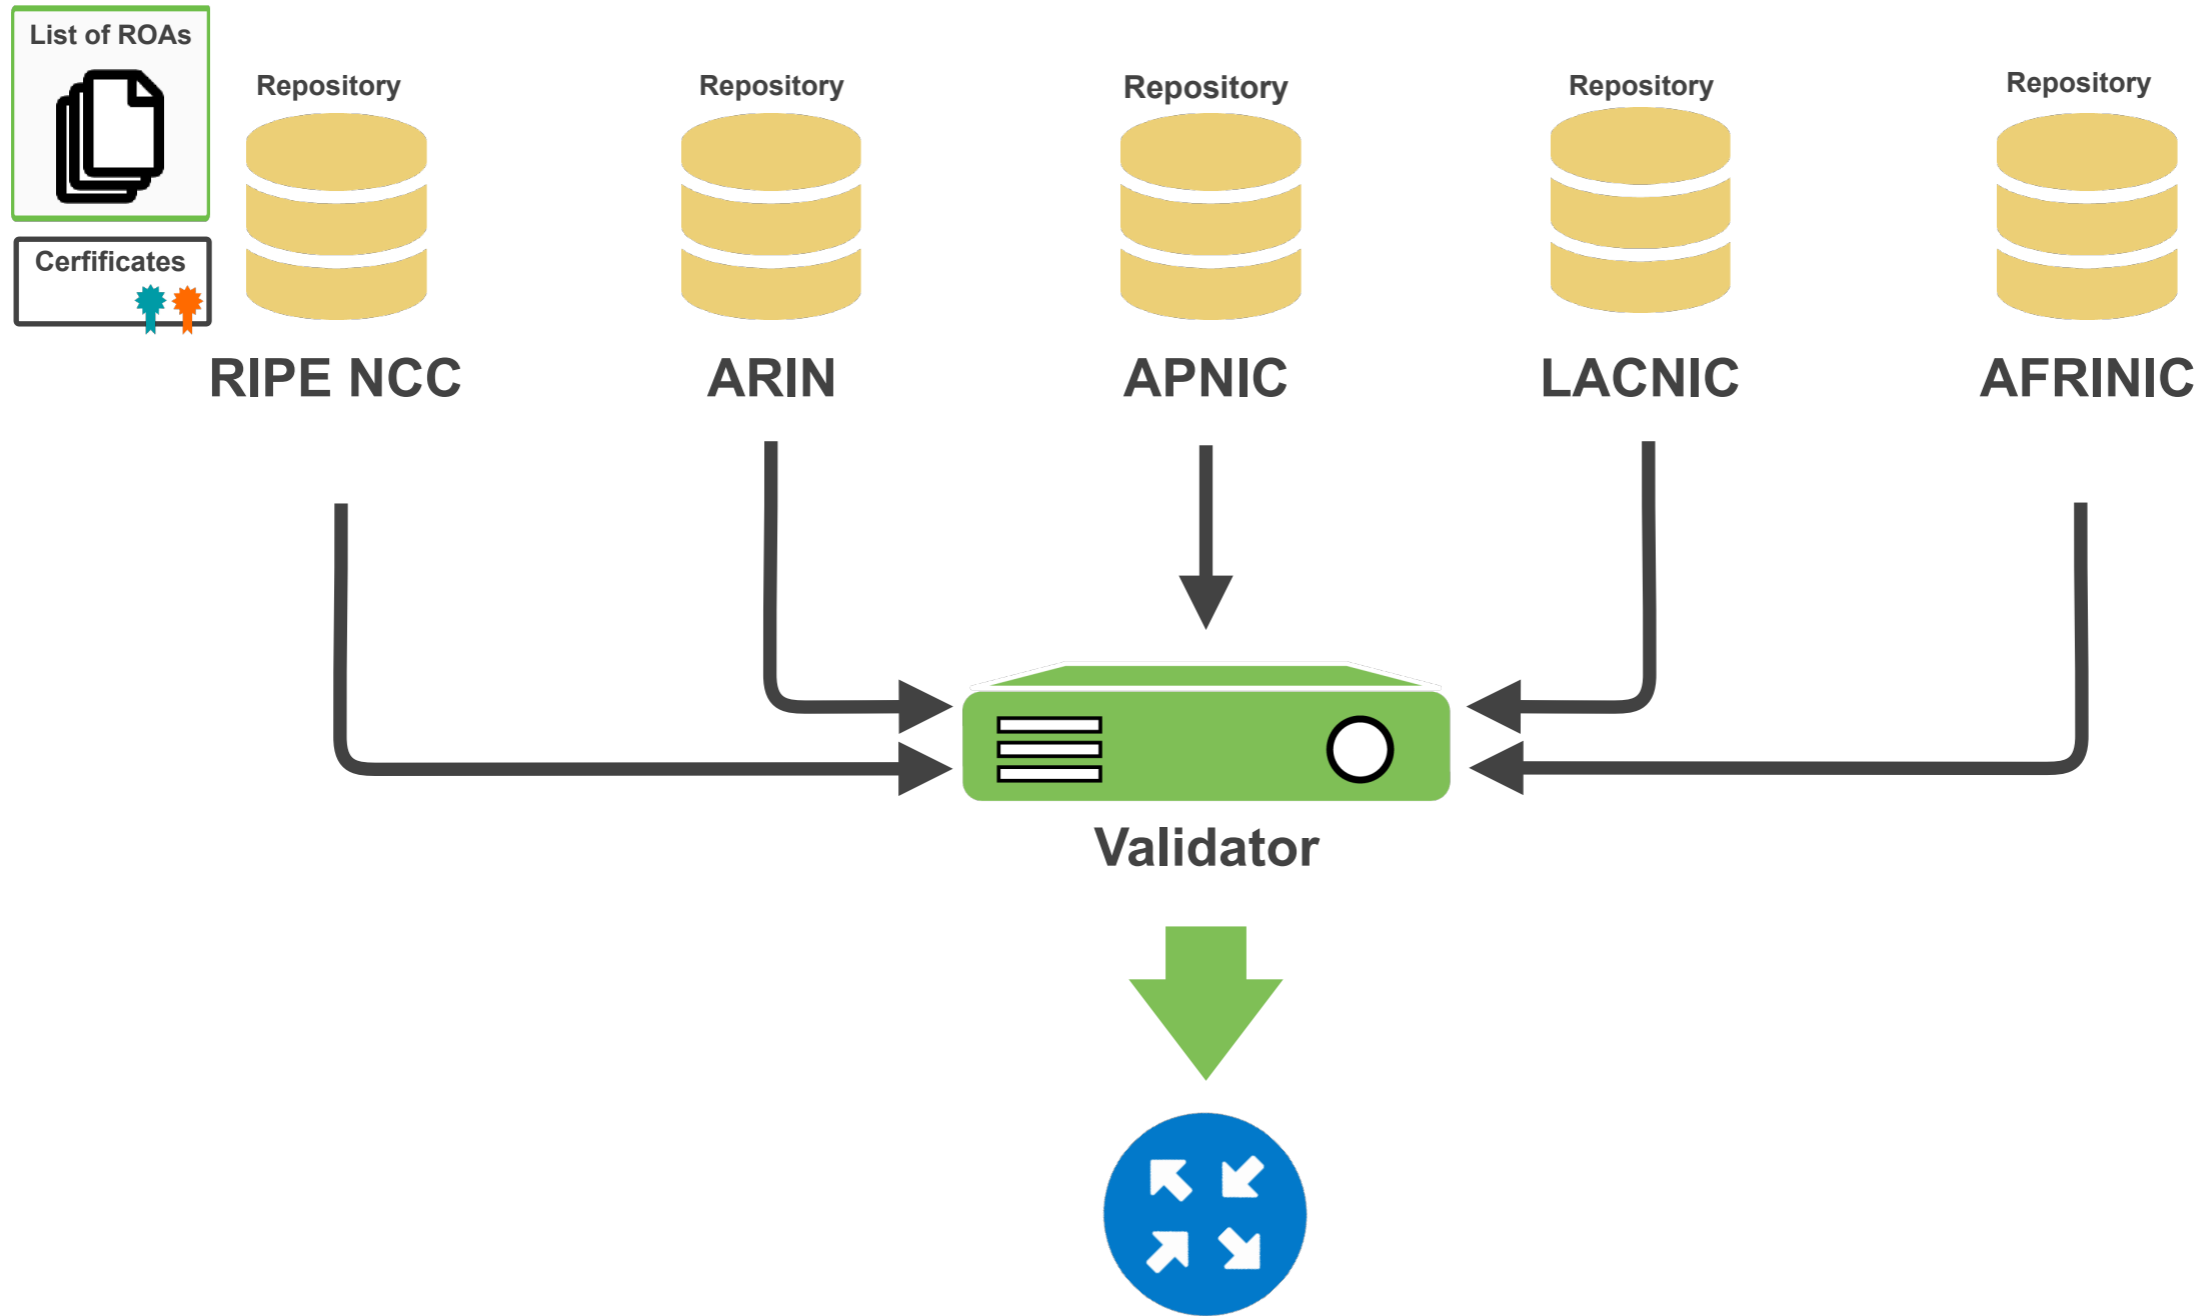 List of ROAs
Cerfificates
Repository
RIPE NCC
Repository
ARIN
Repository
APNIC
Repository
LACNIC
Repository
AFRINIC
Validator